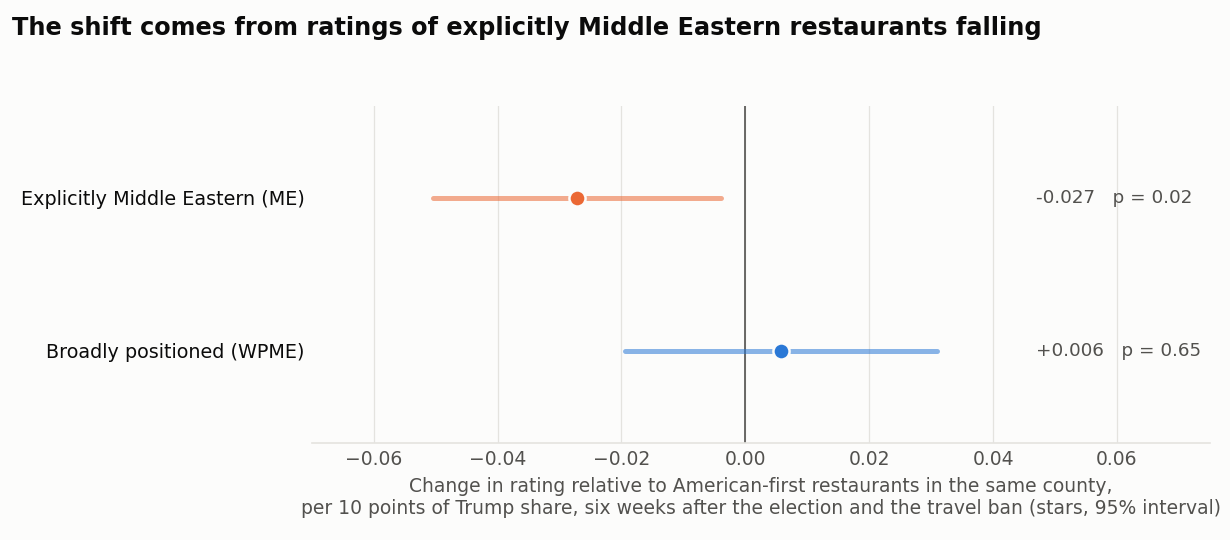 The shift comes from ratings of explicitly Middle Eastern restaurants falling
Explicitly Middle Eastern (ME)
-0.027 p = 0.02
Broadly positioned (WPME)
+0.006 p = 0.65
−0.06 −0.04 −0.02 0.00 0.02 0.04 0.06
Change in rating relative to American-first restaurants in the same county,
per 10 points of Trump share, six weeks after the election and the travel ban (stars, 95% interval)